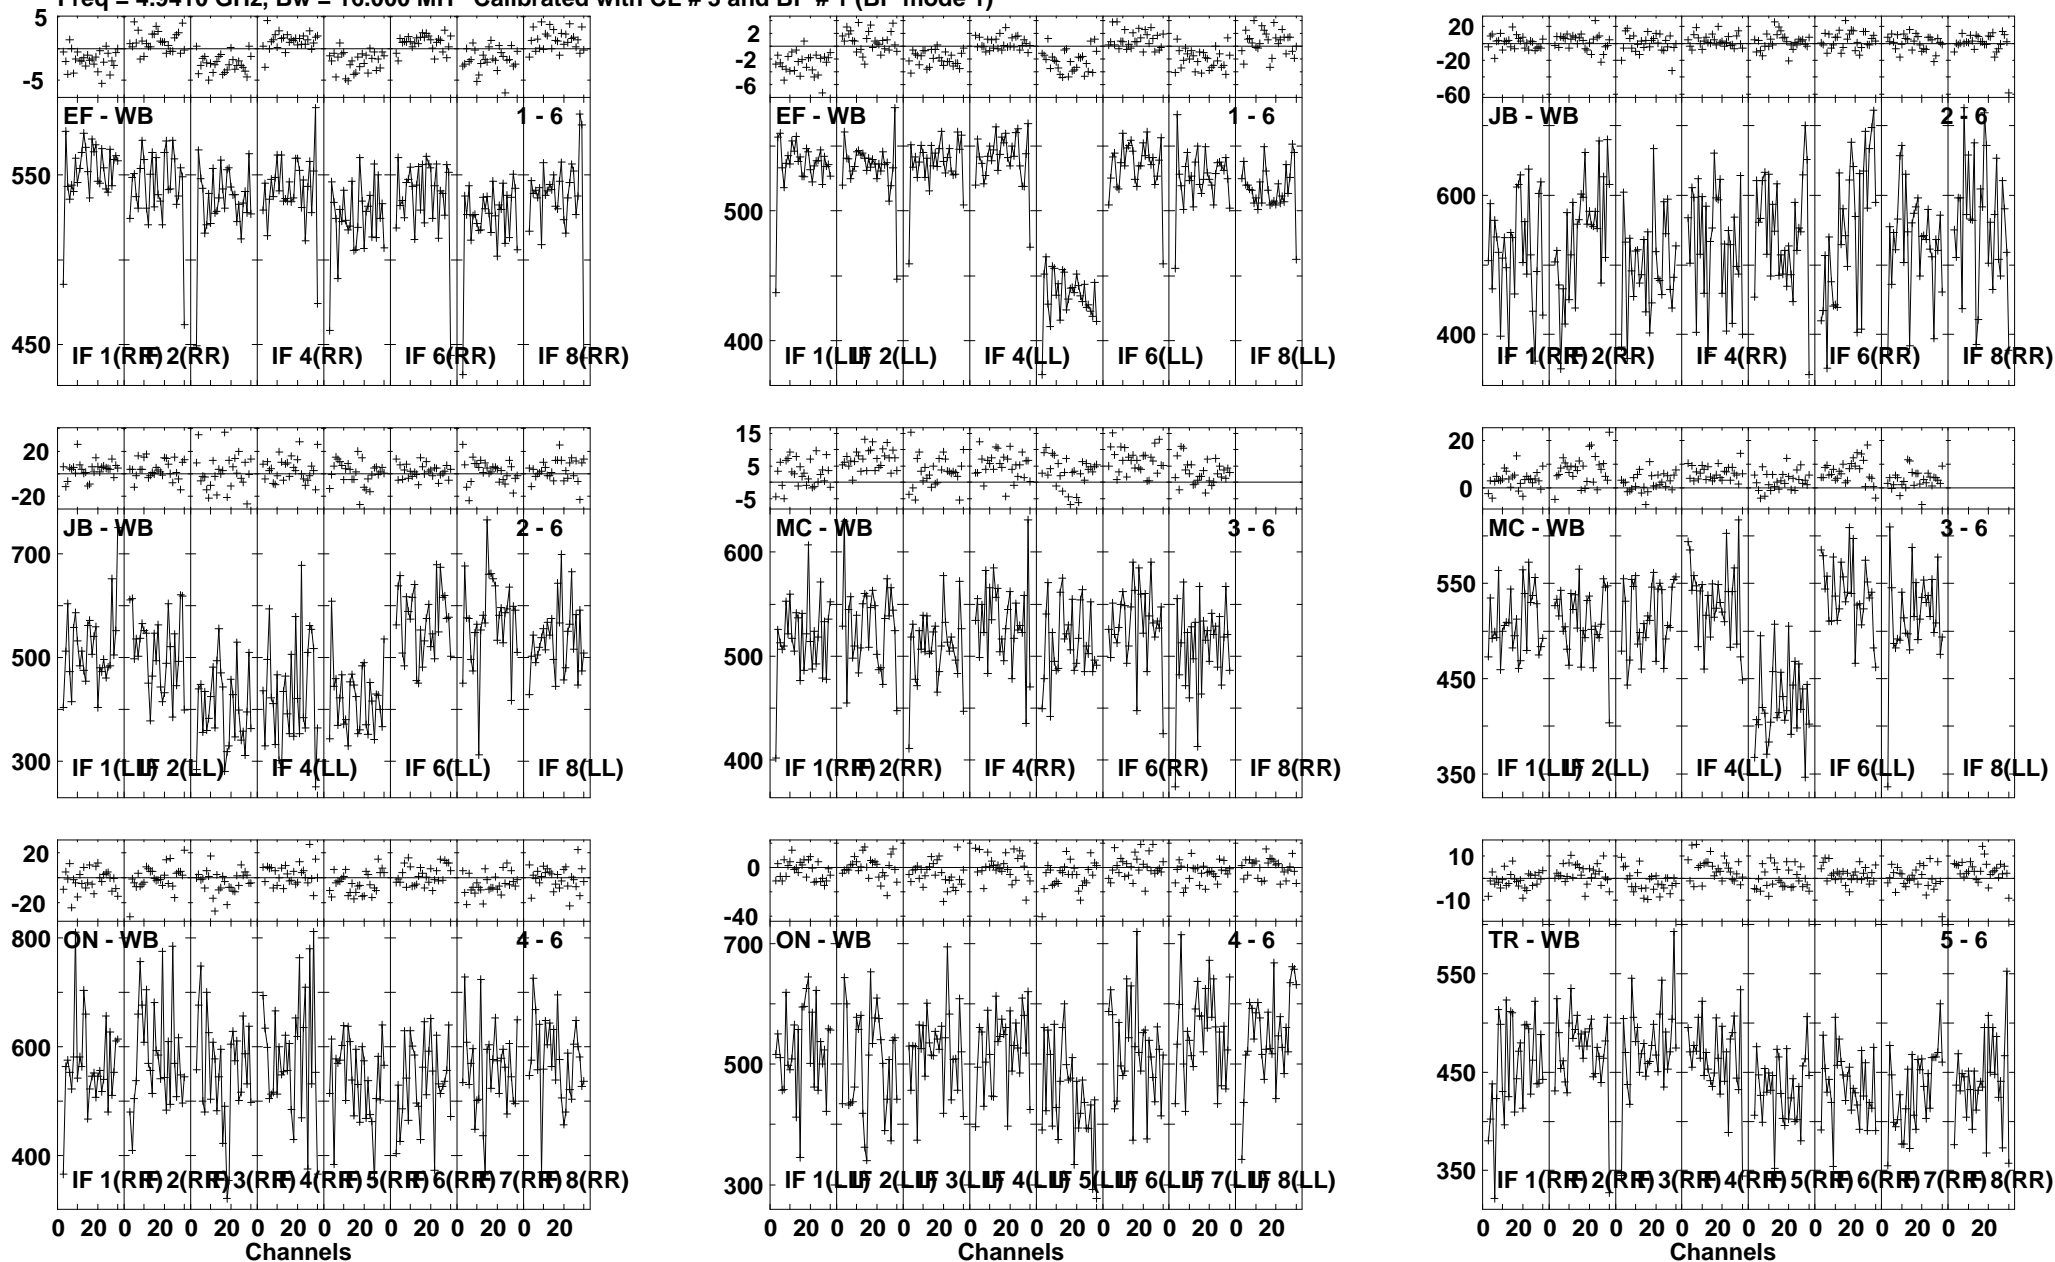 Freq = 4.9410 GHz, Bw = 16.000 MH Calibrated with CL # 3 and BP # 1 (BP mode 1)
5
-5
EF - WB 1 - 6
550
450
IF 1(RR) IF 2(RR) IF 4(RR) IF 6(RR) IF 8(RR)
2
-2
-6
EF - WB 1 - 6
500
400
IF 1(LL) IF 2(LL) IF 4(LL) IF 6(LL) IF 8(LL)
20
-20
-60
JB - WB 2 - 6
600
400
IF 1(RR) IF 2(RR) IF 4(RR) IF 6(RR) IF 8(RR)
20
-20
JB - WB 2 - 6
700
500
300
IF 1(LL) IF 2(LL) IF 4(LL) IF 6(LL) IF 8(LL)
15
5
-5
MC - WB 3 - 6
600
500
400
IF 1(RR) IF 2(RR) IF 4(RR) IF 6(RR) IF 8(RR)
20
0
MC - WB 3 - 6
550
450
350
IF 1(LL) IF 2(LL) IF 4(LL) IF 6(LL) IF 8(LL)
20
-20
ON - WB 4 - 6
800
600
400
IF 1(RR) IF 2(RR) IF 3(RR) IF 4(RR) IF 5(RR) IF 6(RR) IF 7(RR) IF 8(RR)
0 20 0 20 0 20 0 20 0 20 0 20 0 20 0 20
Channels
0
-40
ON - WB 4 - 6
700
500
300
IF 1(LL) IF 2(LL) IF 3(LL) IF 4(LL) IF 5(LL) IF 6(LL) IF 7(LL) IF 8(LL)
0 20 0 20 0 20 0 20 0 20 0 20 0 20 0 20
Channels
10
-10
TR - WB 5 - 6
550
450
350
IF 1(RR) IF 2(RR) IF 3(RR) IF 4(RR) IF 5(RR) IF 6(RR) IF 7(RR) IF 8(RR)
0 20 0 20 0 20 0 20 0 20 0 20 0 20 0 20
Channels